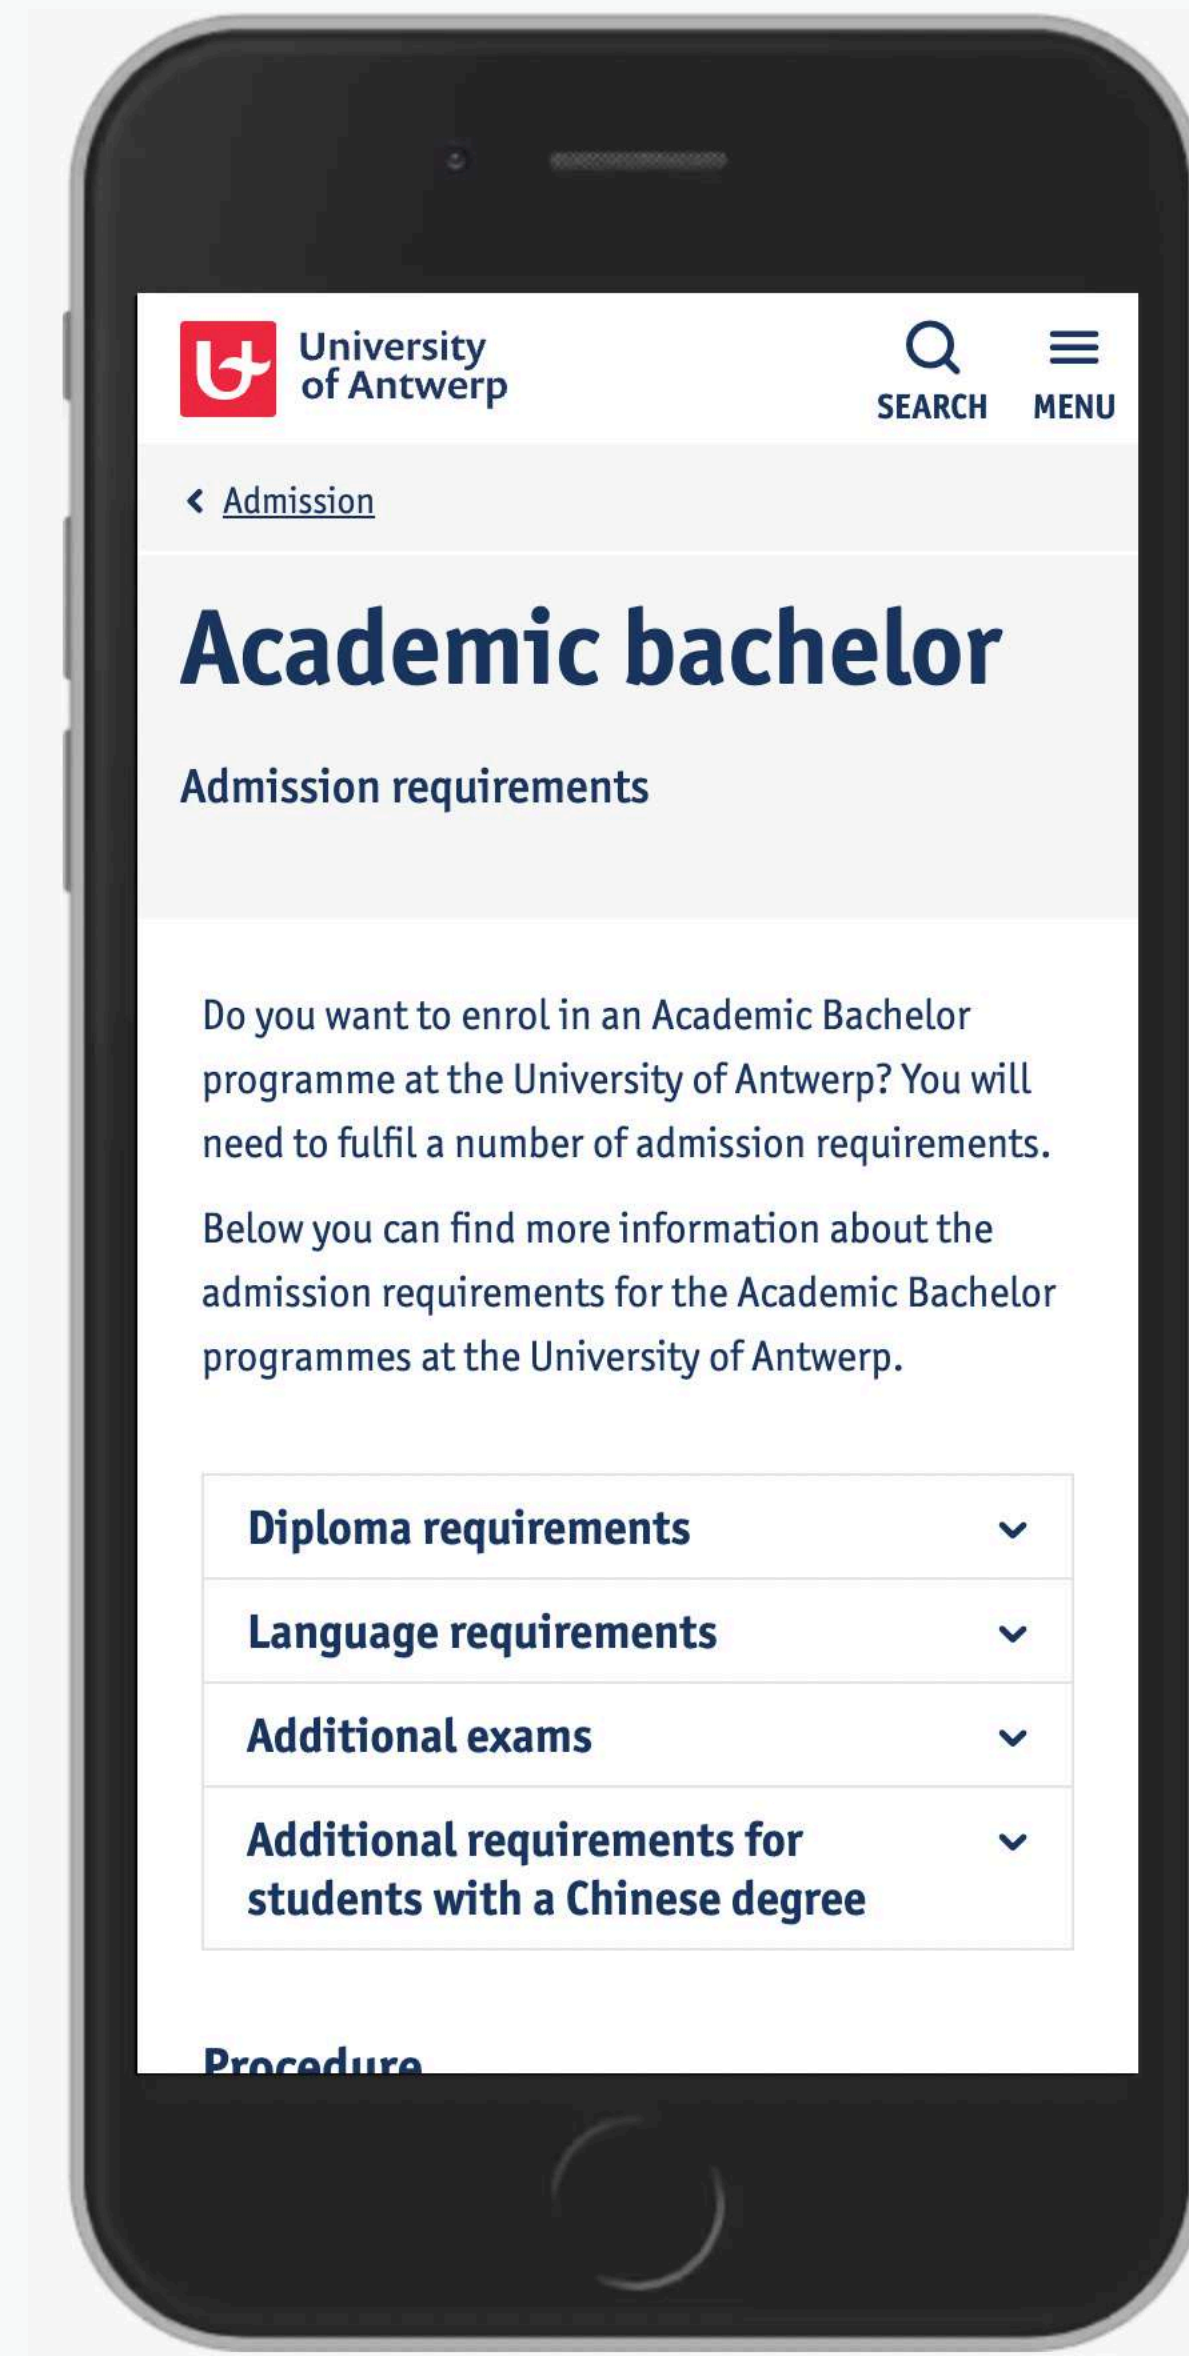 University
of Antwerp
SEARCH
MENU
Admission
Academic bachelor
Admission requirements
Do you want to enrol in an Academic Bachelor
programme at the University of Antwerp? You will
need to fulfil a number of admission requirements.
Below you can find more information about the
admission requirements for the Academic Bachelor
programmes at the University of Antwerp.
Diploma requirements
Language requirements
Additional exams
Additional requirements for
students with a Chinese degree
Procedure